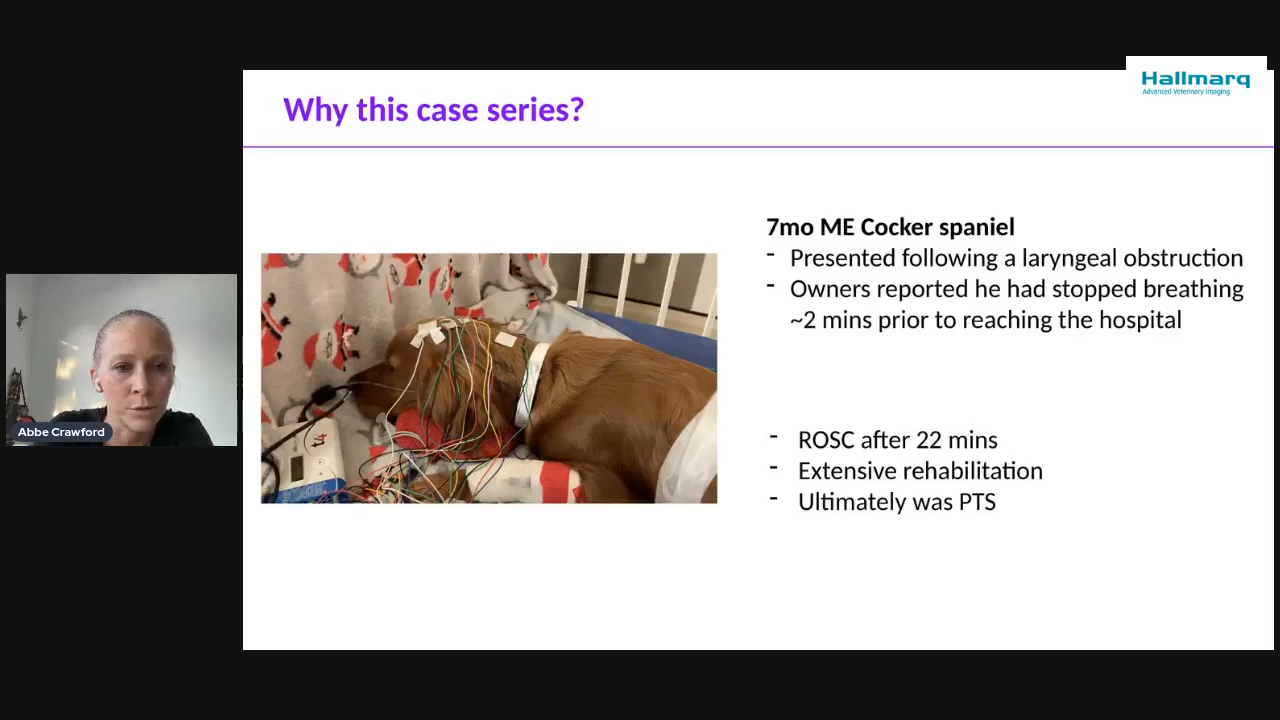 Hallmarq
Advanced Veterinary Imaging
Why this case series?
7mo ME Cocker spaniel
- Presented following a laryngeal obstruction
- Owners reported he had stopped breathing
~2 mins prior to reaching the hospital
- ROSC after 22 mins
- Extensive rehabilitation
- Ultimately was PTS
Abbe Crawford